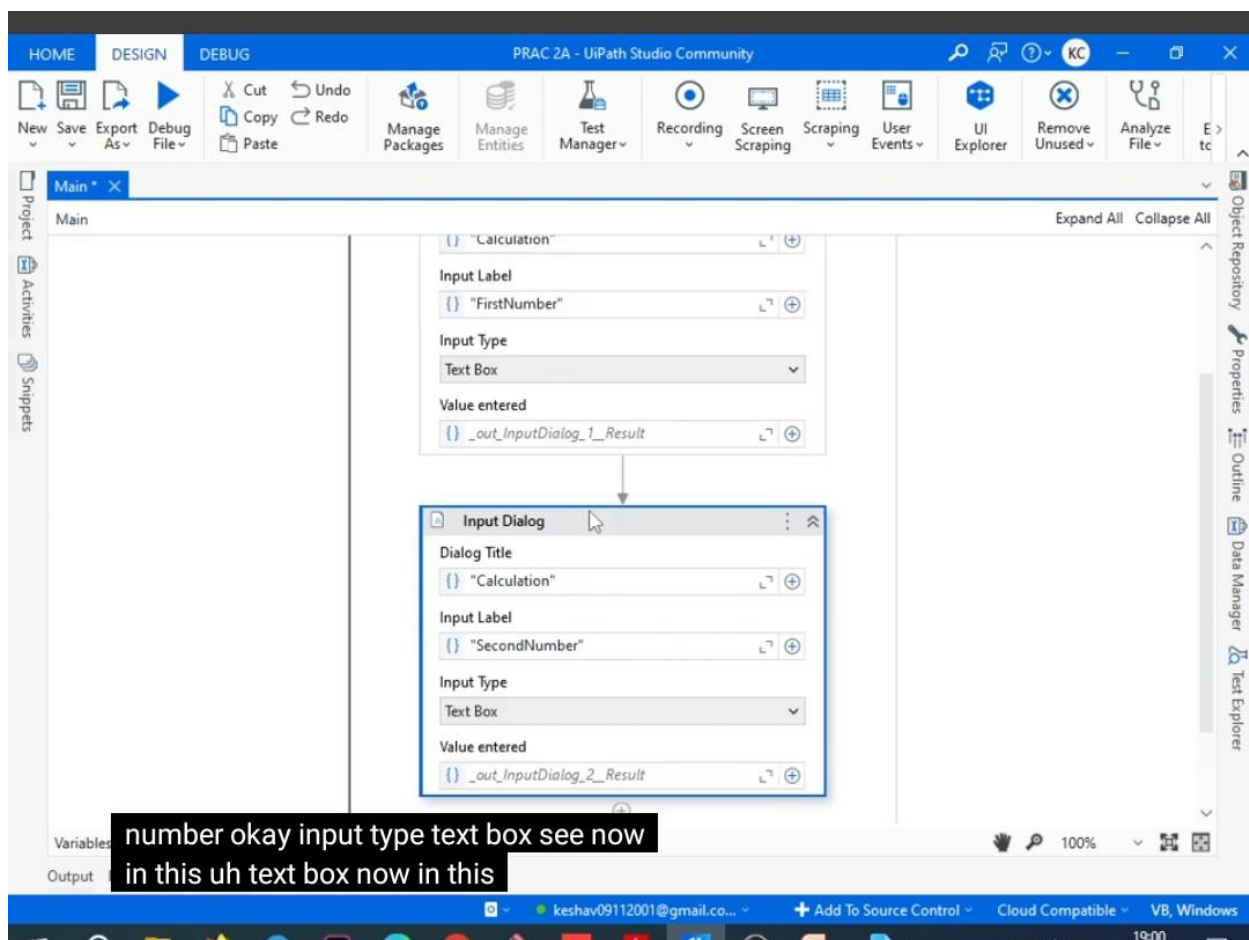 HOME DESIGN DEBUG PRAC 2A - UiPath Studio Community KC
New Save Export As Debug File Cut Copy Paste Undo Redo Manage Packages Manage Entities Test Manager Recording Screen Scraping Scraping User Events UI Explorer Remove Unused Analyze File
Main *
Main Expand All Collapse All
Project
Activities
Snippets
{} "Calculation"
Input Label
{} "FirstNumber"
Input Type
Text Box
Value entered
{} _out_InputDialog_1__Result
Input Dialog
Dialog Title
{} "Calculation"
Input Label
{} "SecondNumber"
Input Type
Text Box
Value entered
{} _out_InputDialog_2__Result
Object Repository
Properties
Outline
Data Manager
Test Explorer
Variables 100%
number okay input type text box see now
in this uh text box now in this
Output
keshav09112001@gmail.co... Add To Source Control Cloud Compatible VB, Windows
19:00